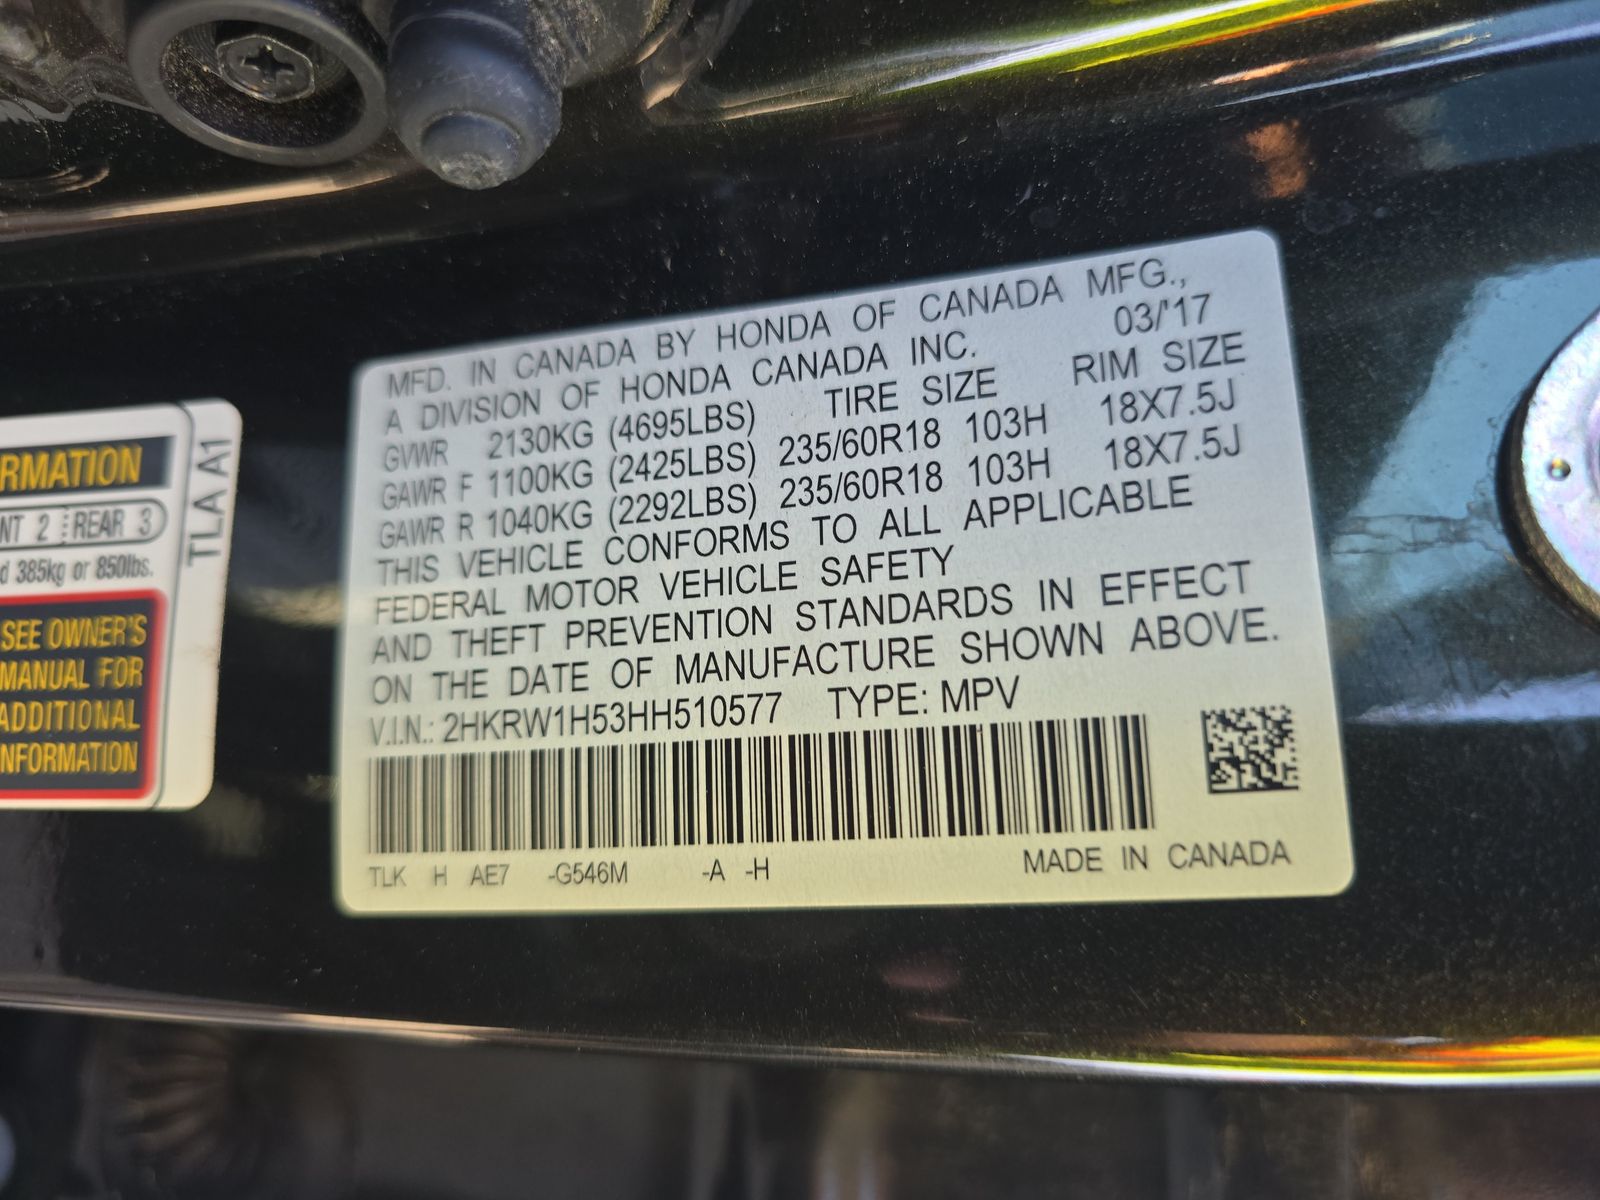 RMATION
NT 2 REAR 3
d 385kg or 850lbs.
SEE OWNER'S
MANUAL FOR
ADDITIONAL
NFORMATION
TLA A1
MFD. IN CANADA BY HONDA OF CANADA MFG.,
A DIVISION OF HONDA CANADA INC. 03/'17
GVWR 2130KG (4695LBS) TIRE SIZE RIM SIZE
GAWR F 1100KG (2425LBS) 235/60R18 103H 18X7.5J
GAWR R 1040KG (2292LBS) 235/60R18 103H 18X7.5J
THIS VEHICLE CONFORMS TO ALL APPLICABLE
FEDERAL MOTOR VEHICLE SAFETY
AND THEFT PREVENTION STANDARDS IN EFFECT
ON THE DATE OF MANUFACTURE SHOWN ABOVE.
V.I.N.: 2HKRW1H53HH510577 TYPE: MPV
TLK H AE7 -G546M -A -H MADE IN CANADA